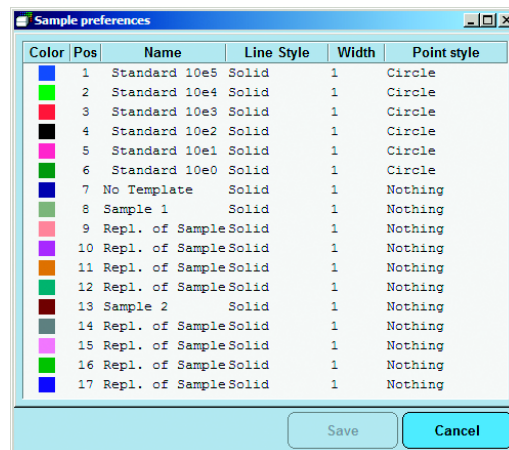 Sample preferences
Color Pos Name Line Style Width Point style
1 Standard 10e5 Solid 1 Circle
2 Standard 10e4 Solid 1 Circle
3 Standard 10e3 Solid 1 Circle
4 Standard 10e2 Solid 1 Circle
5 Standard 10e1 Solid 1 Circle
6 Standard 10e0 Solid 1 Circle
7 No Template Solid 1 Nothing
8 Sample 1 Solid 1 Nothing
9 Repl. of Sample Solid 1 Nothing
10 Repl. of Sample Solid 1 Nothing
11 Repl. of Sample Solid 1 Nothing
12 Repl. of Sample Solid 1 Nothing
13 Sample 2 Solid 1 Nothing
14 Repl. of Sample Solid 1 Nothing
15 Repl. of Sample Solid 1 Nothing
16 Repl. of Sample Solid 1 Nothing
17 Repl. of Sample Solid 1 Nothing
Save Cancel